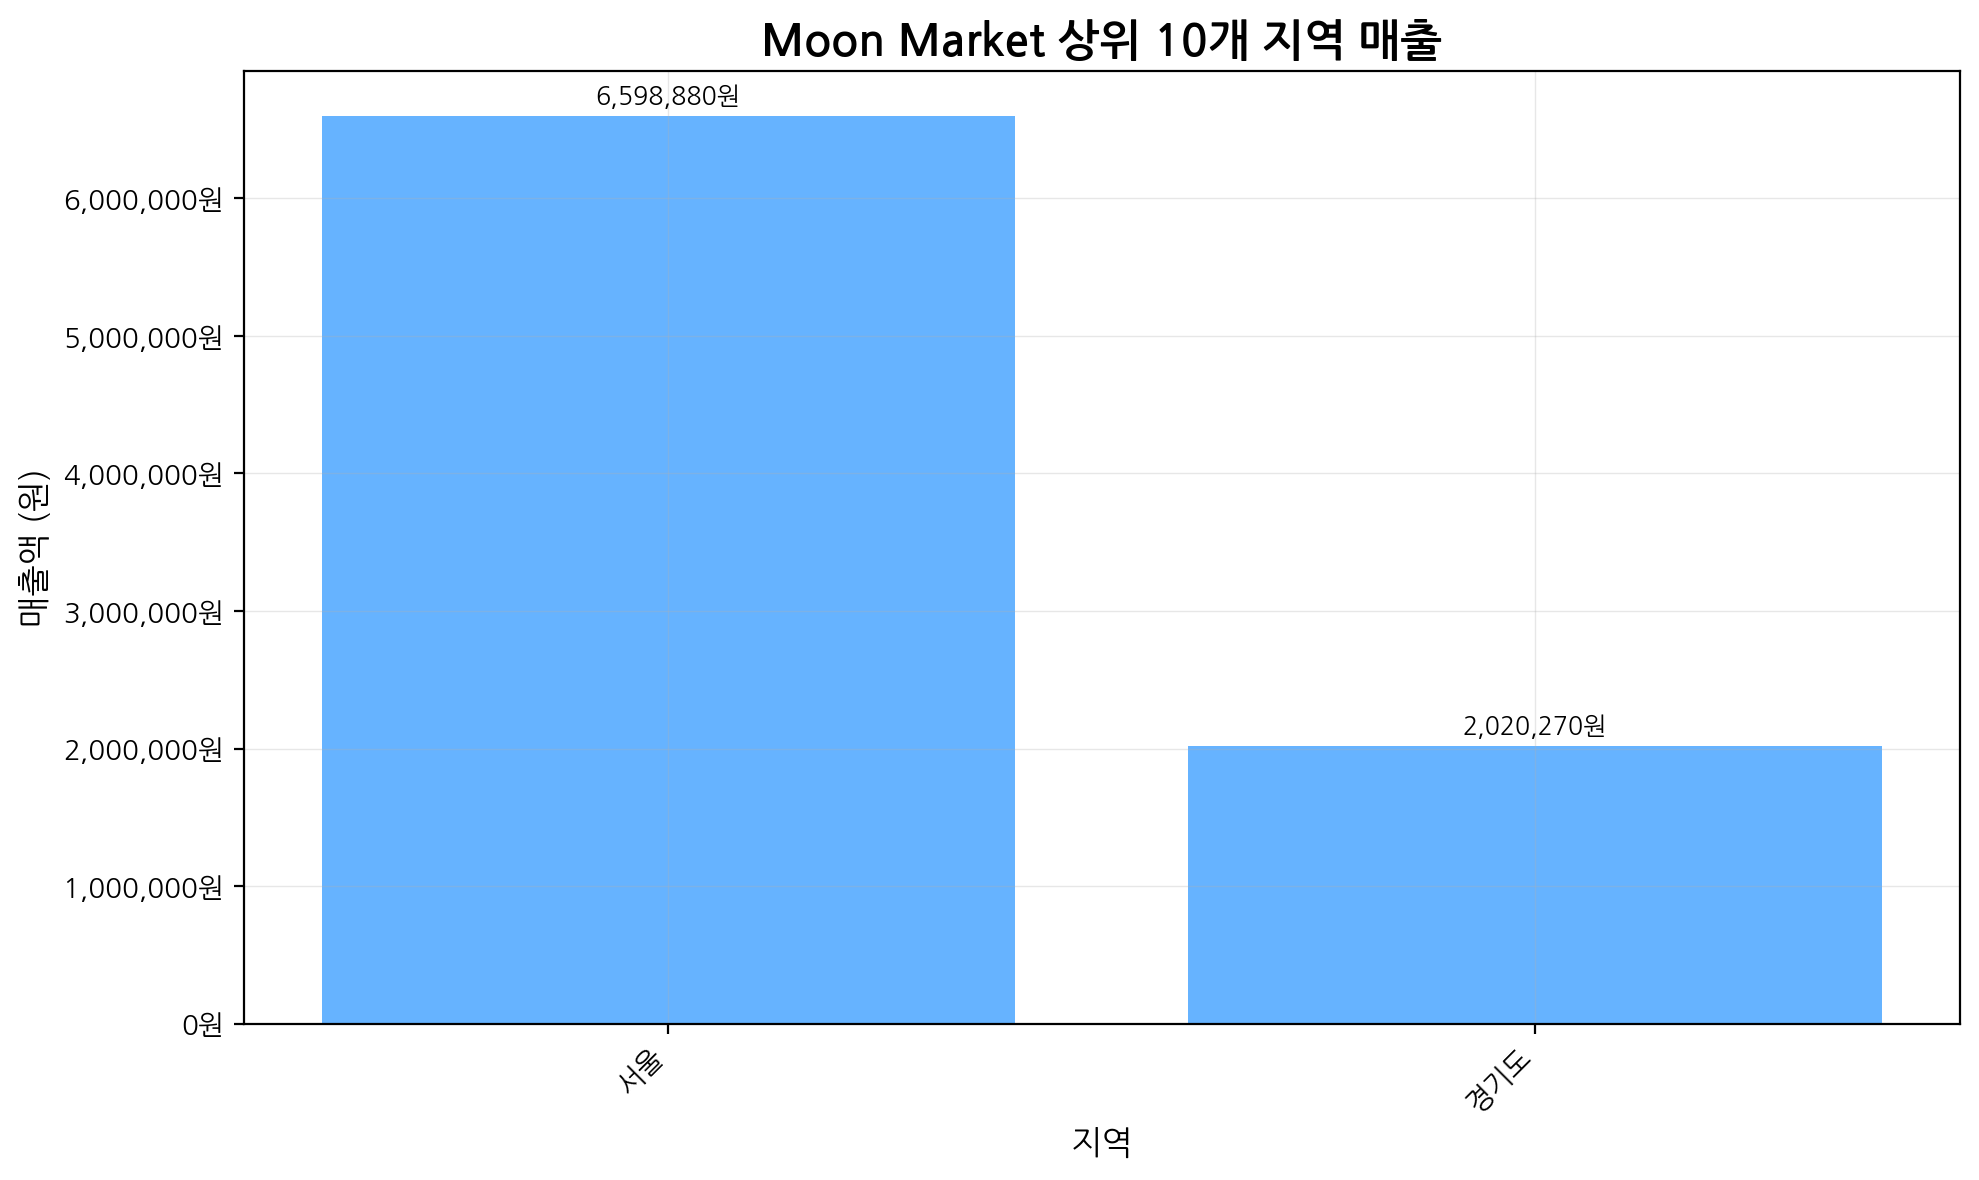 Moon Market 상위 10개 지역 매출
6,598,880원
6,000,000원
5,000,000원
4,000,000원
3,000,000원
2,020,270원
2,000,000원
1,000,000원
0원
매출액 (원)
서울
경기도
지역